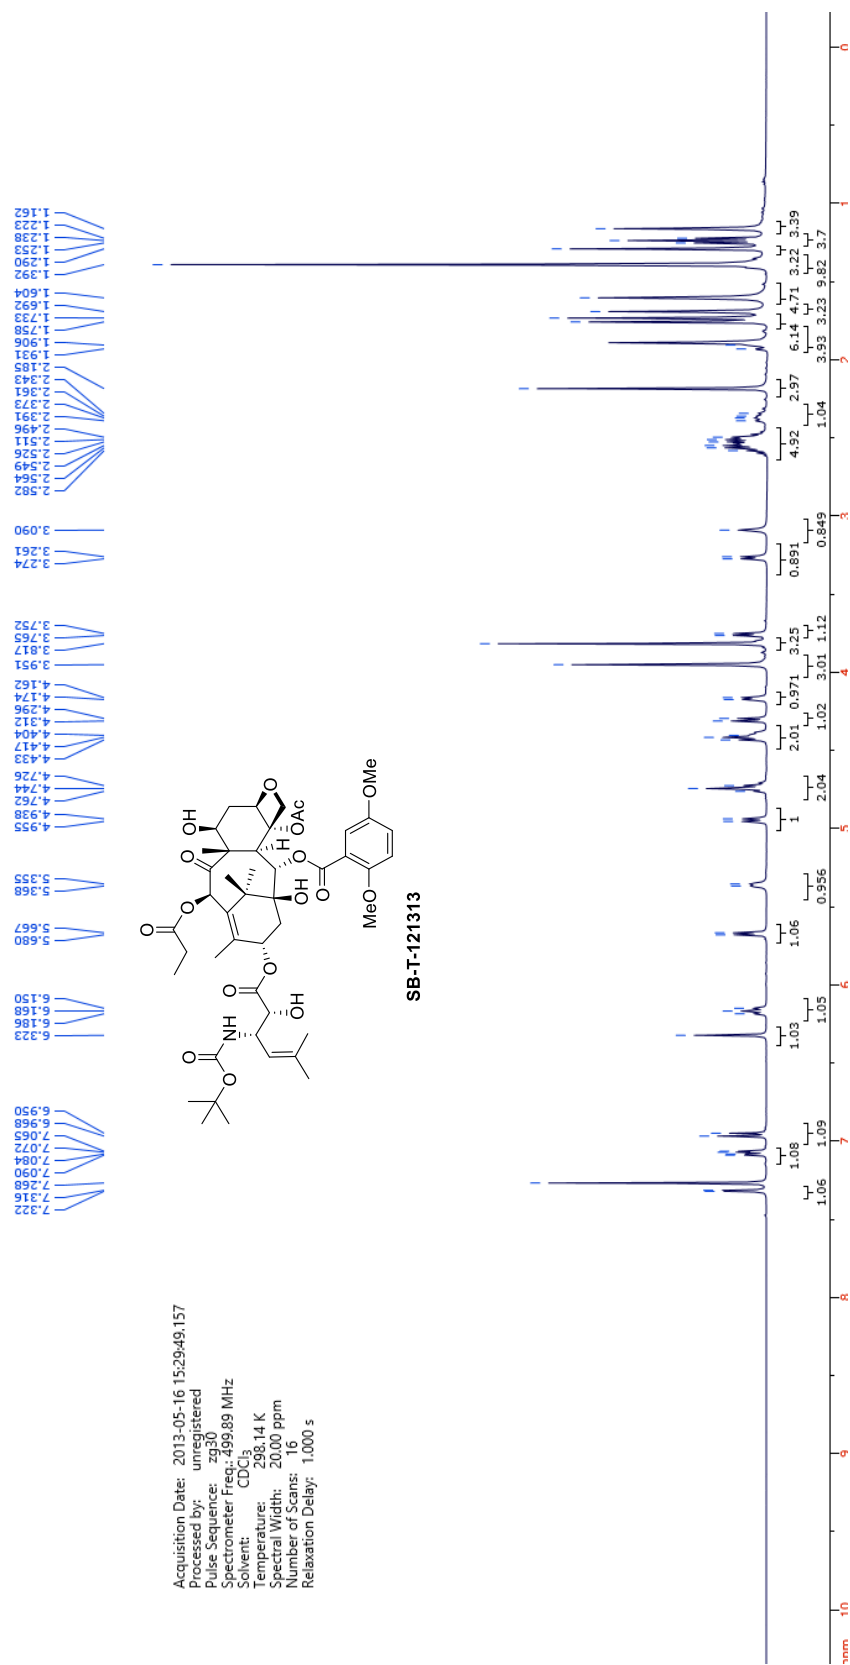 Acquisition Date: 2013-05-16 15:29:49.157
Processed by: unregistered
Pulse Sequence: zg30
Spectrometer Freq.: 499.89 MHz
Solvent: CDCl3
Temperature: 298.14 K
Spectral Width: 20.00 ppm
Number of Scans: 16
Relaxation Delay: 1.000 s
7.322
7.316
7.268
7.090
7.084
7.072
7.065
6.968
6.950
6.323
6.186
6.168
6.150
5.680
5.667
5.368
5.355
4.955
4.938
4.762
4.744
4.726
4.433
4.417
4.404
4.312
4.296
4.174
4.162
3.951
3.817
3.765
3.752
3.274
3.261
3.090
2.582
2.564
2.549
2.526
2.511
2.496
2.391
2.373
2.361
2.343
2.185
1.931
1.906
1.758
1.733
1.692
1.604
1.392
1.290
1.253
1.238
1.223
1.162
O
O
O
NH
O
OH
O
O
O
O
OH
O
OAc
H
OH
O
O
MeO
OMe
SB-T-121313
1.06
1.08
1.09
1.03
1.05
1.06
0.956
1
2.04
2.01
1.02
0.971
3.01
3.25
1.12
0.891
0.849
4.92
1.04
2.97
3.93
6.14
3.23
4.71
9.82
3.22
3.7
3.39
ppm 10 9 8 7 6 5 4 3 2 1 0